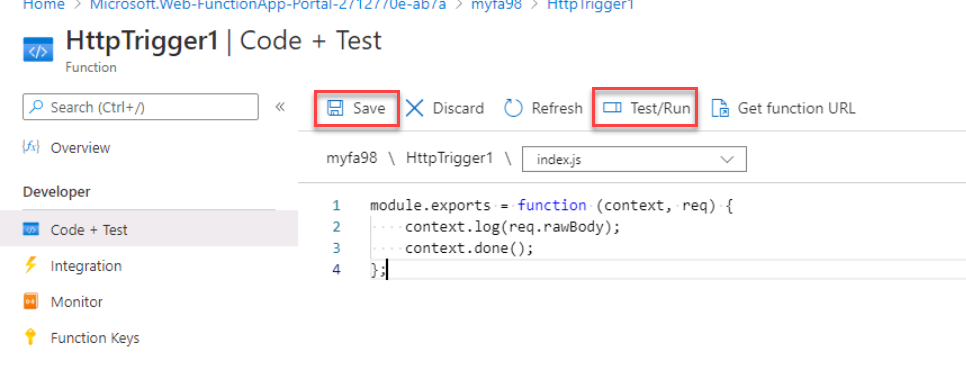 Home > Microsoft.Web-FunctionApp-Portal-2712770e-ab7a > myfa98 > HttpTrigger1
HttpTrigger1 | Code + Test
Function
Search (Ctrl+/)
«
Save
Discard
Refresh
Test/Run
Get function URL
Overview
myfa98 \ HttpTrigger1 \ index.js
Developer
Code + Test
Integration
Monitor
Function Keys
1 module.exports = function (context, req) {
2 context.log(req.rawBody);
3 context.done();
4 };